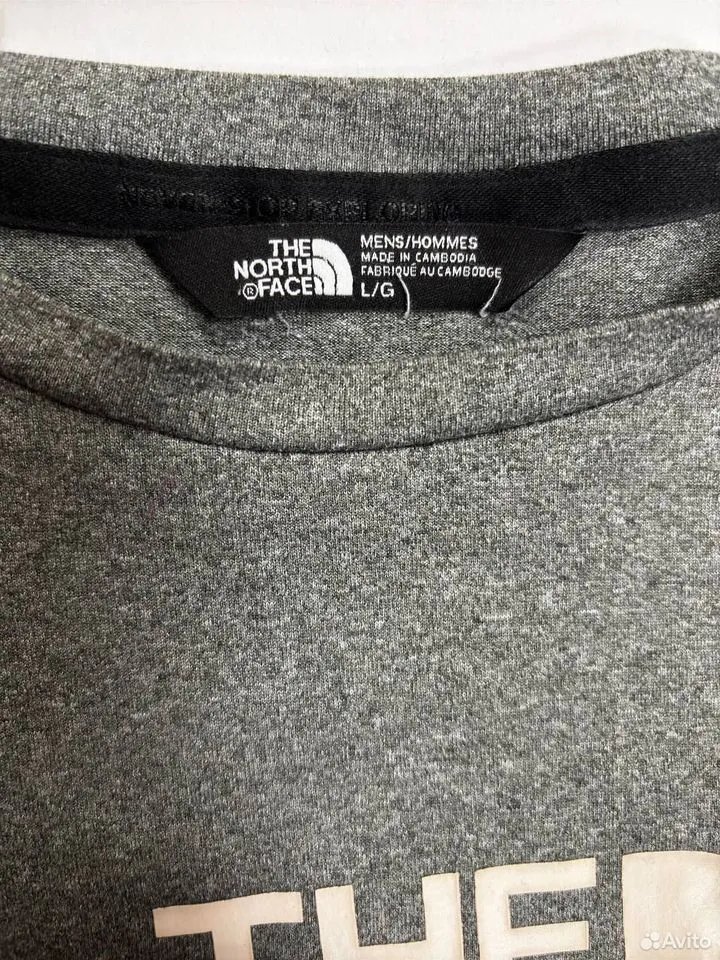 NEVER STOP EXPLORING
THE
NORTH
®FACE
MENS/HOMMES
MADE IN CAMBODIA
FABRIQUÉ AU CAMBODGE
L/G
THE
Avito